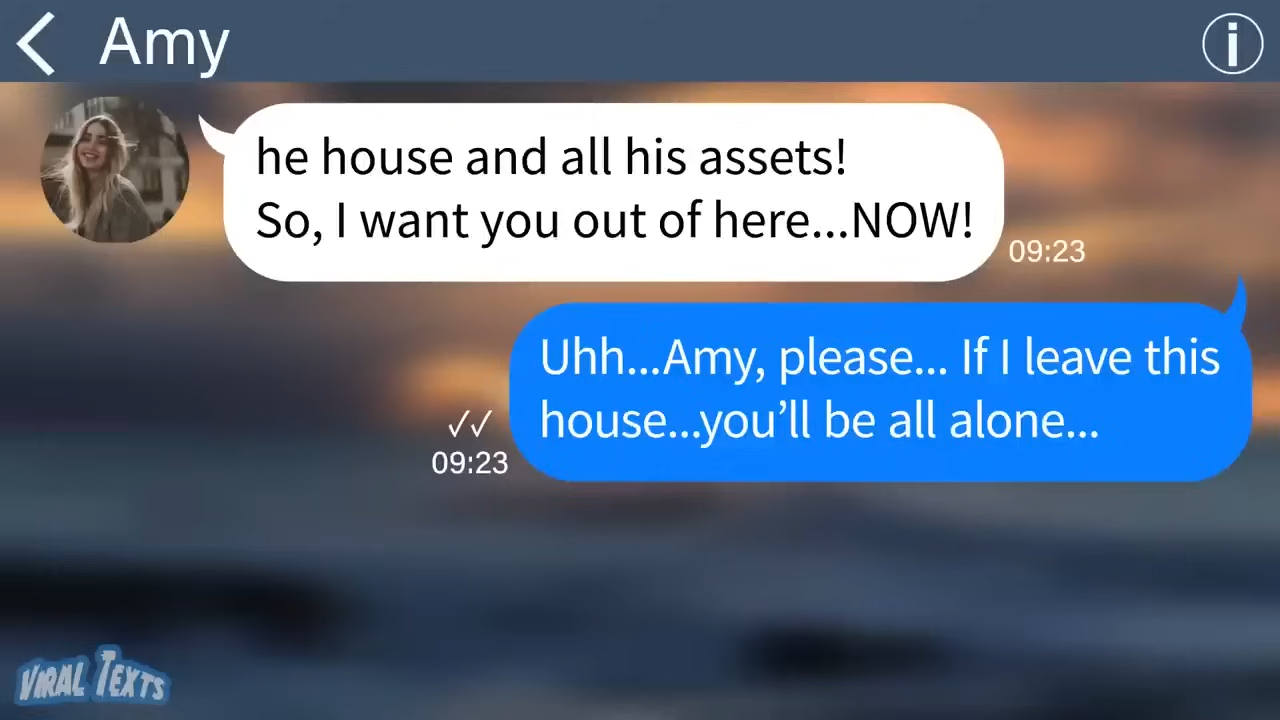 Amy
he house and all his assets!
So, I want you out of here...NOW!
09:23
Uhh...Amy, please... If I leave this
house...you’ll be all alone...
09:23
VIRAL TEXTS